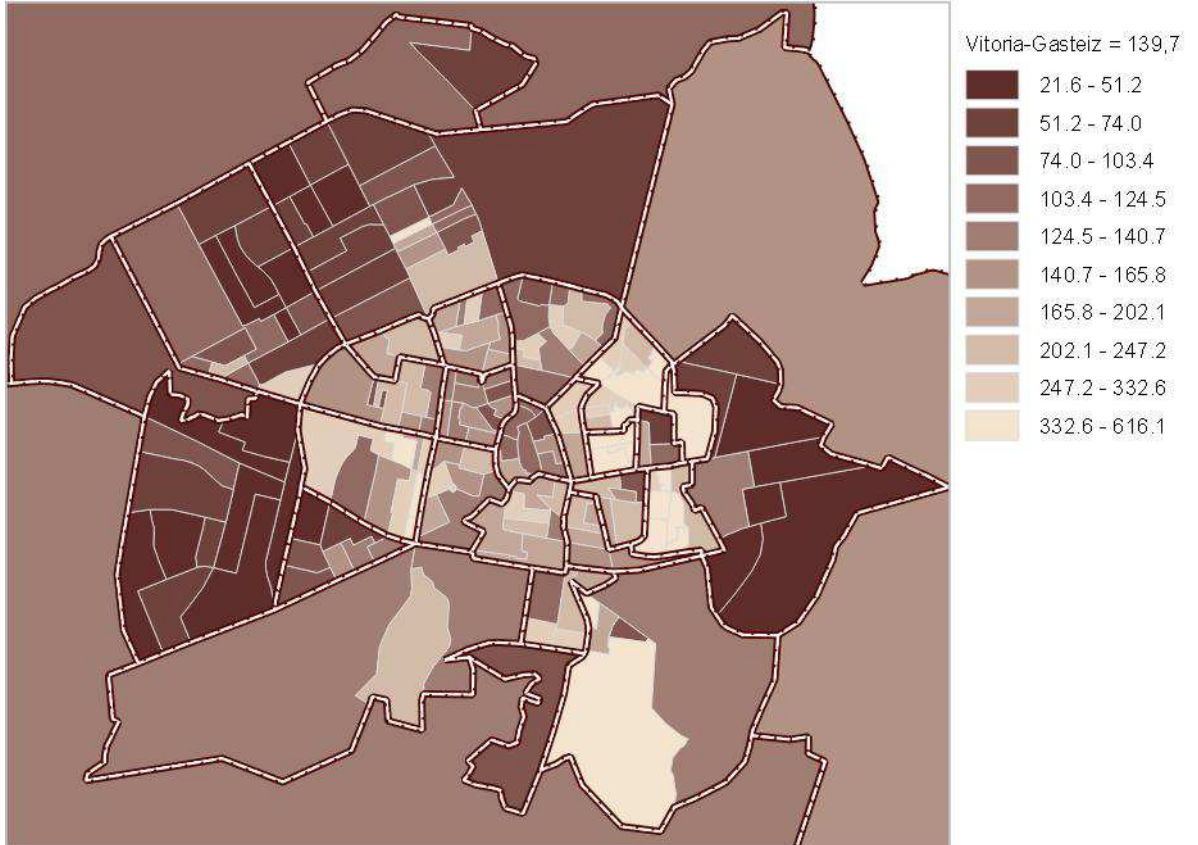 Vitoria-Gasteiz = 139,7
21.6 - 51.2
51.2 - 74.0
74.0 - 103.4
103.4 - 124.5
124.5 - 140.7
140.7 - 165.8
165.8 - 202.1
202.1 - 247.2
247.2 - 332.6
332.6 - 616.1